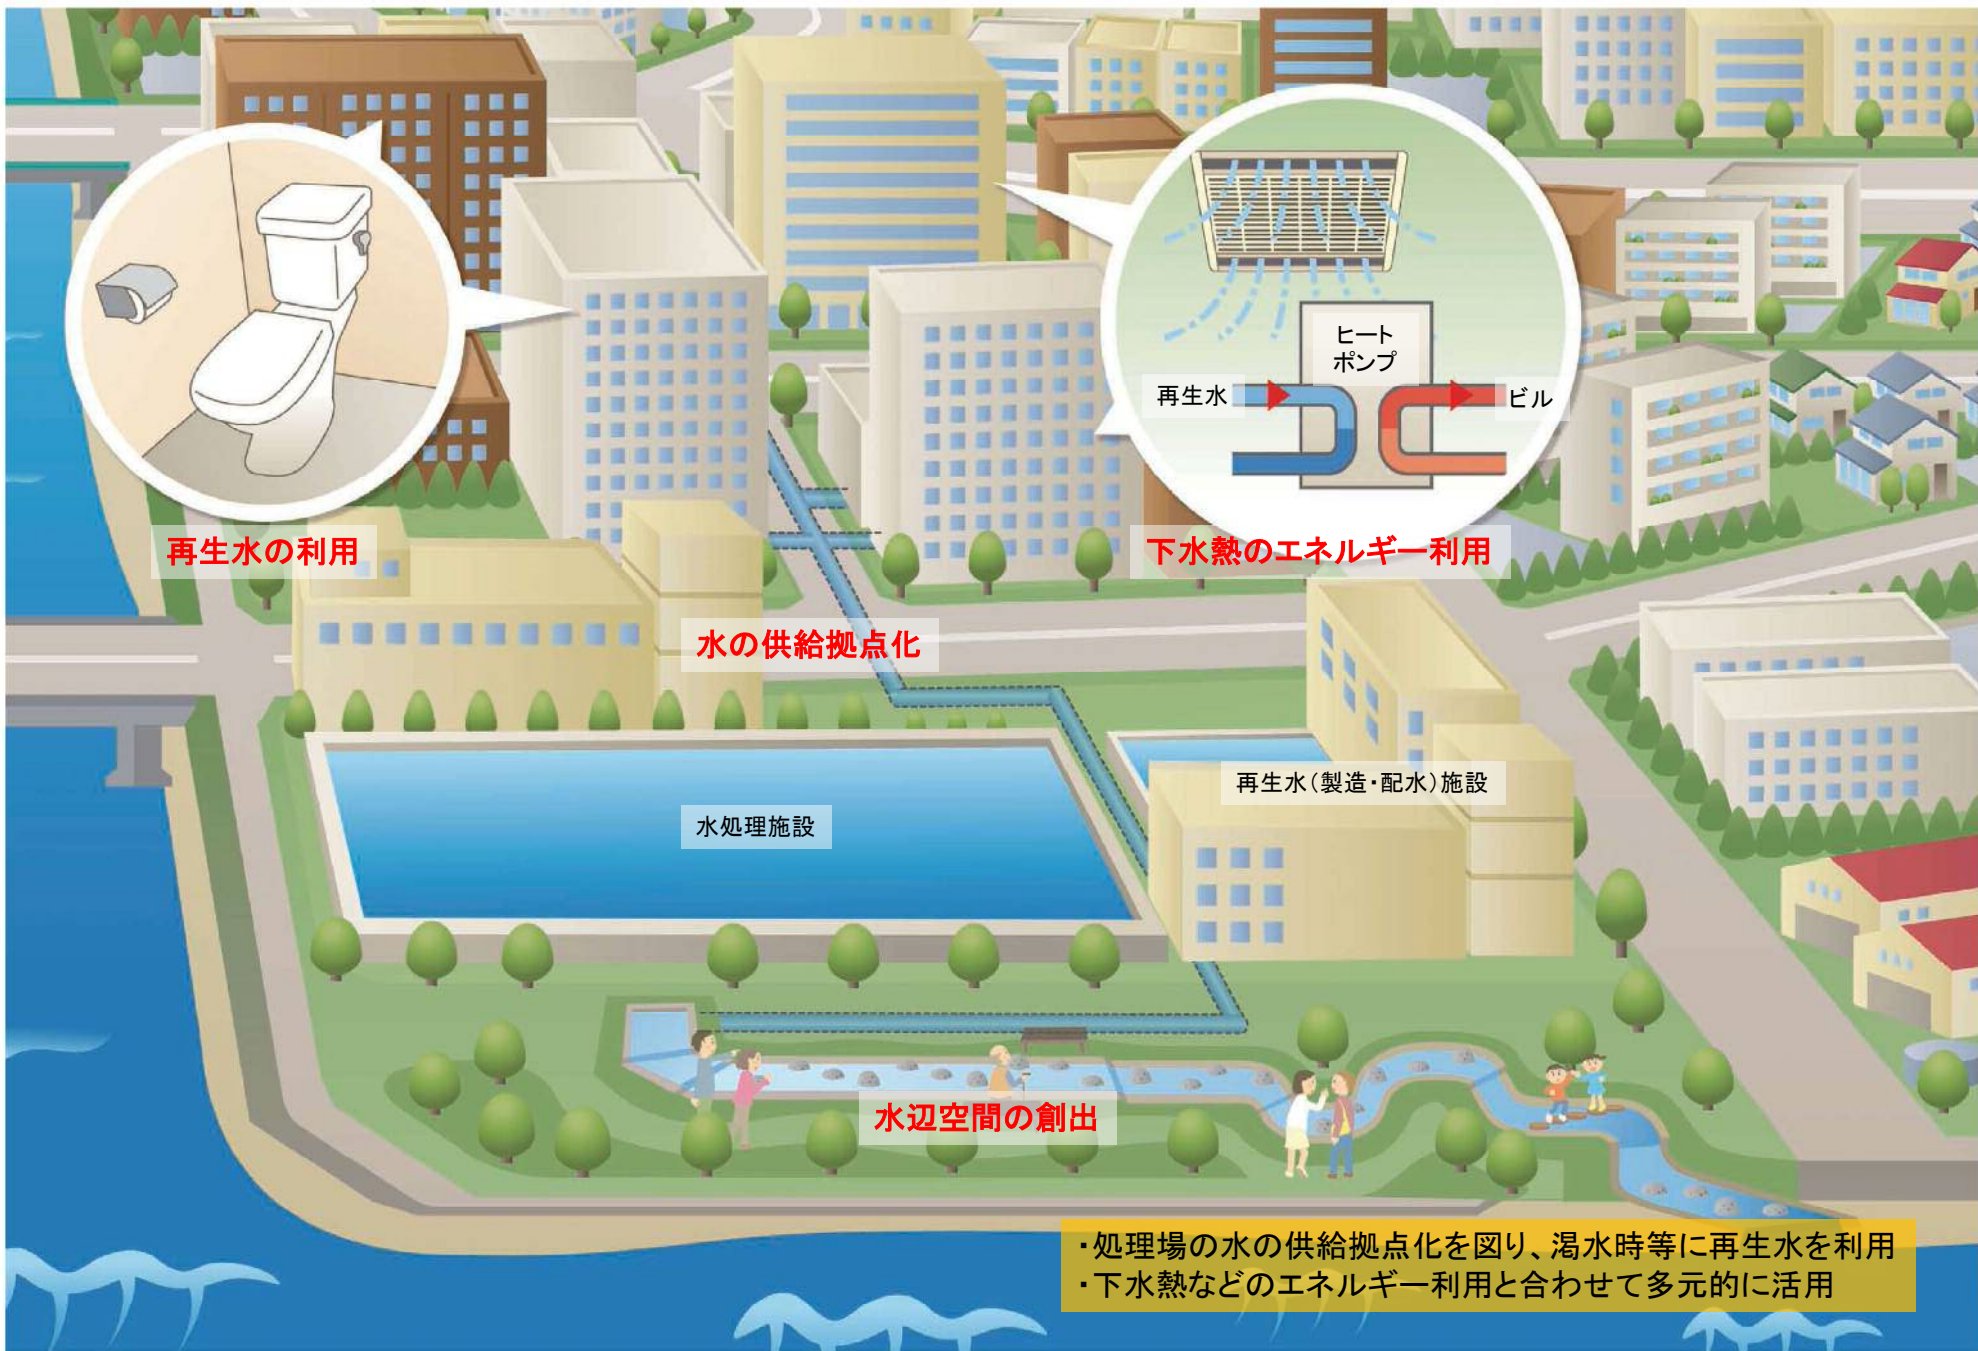 ヒート
ポンプ
再生水
ビル
再生水の利用
下水熱のエネルギー利用
水の供給拠点化
再生水(製造・配水)施設
水処理施設
水辺空間の創出
・処理場の水の供給拠点化を図り、渇水時等に再生水を利用
・下水熱などのエネルギー利用と合わせて多元的に活用